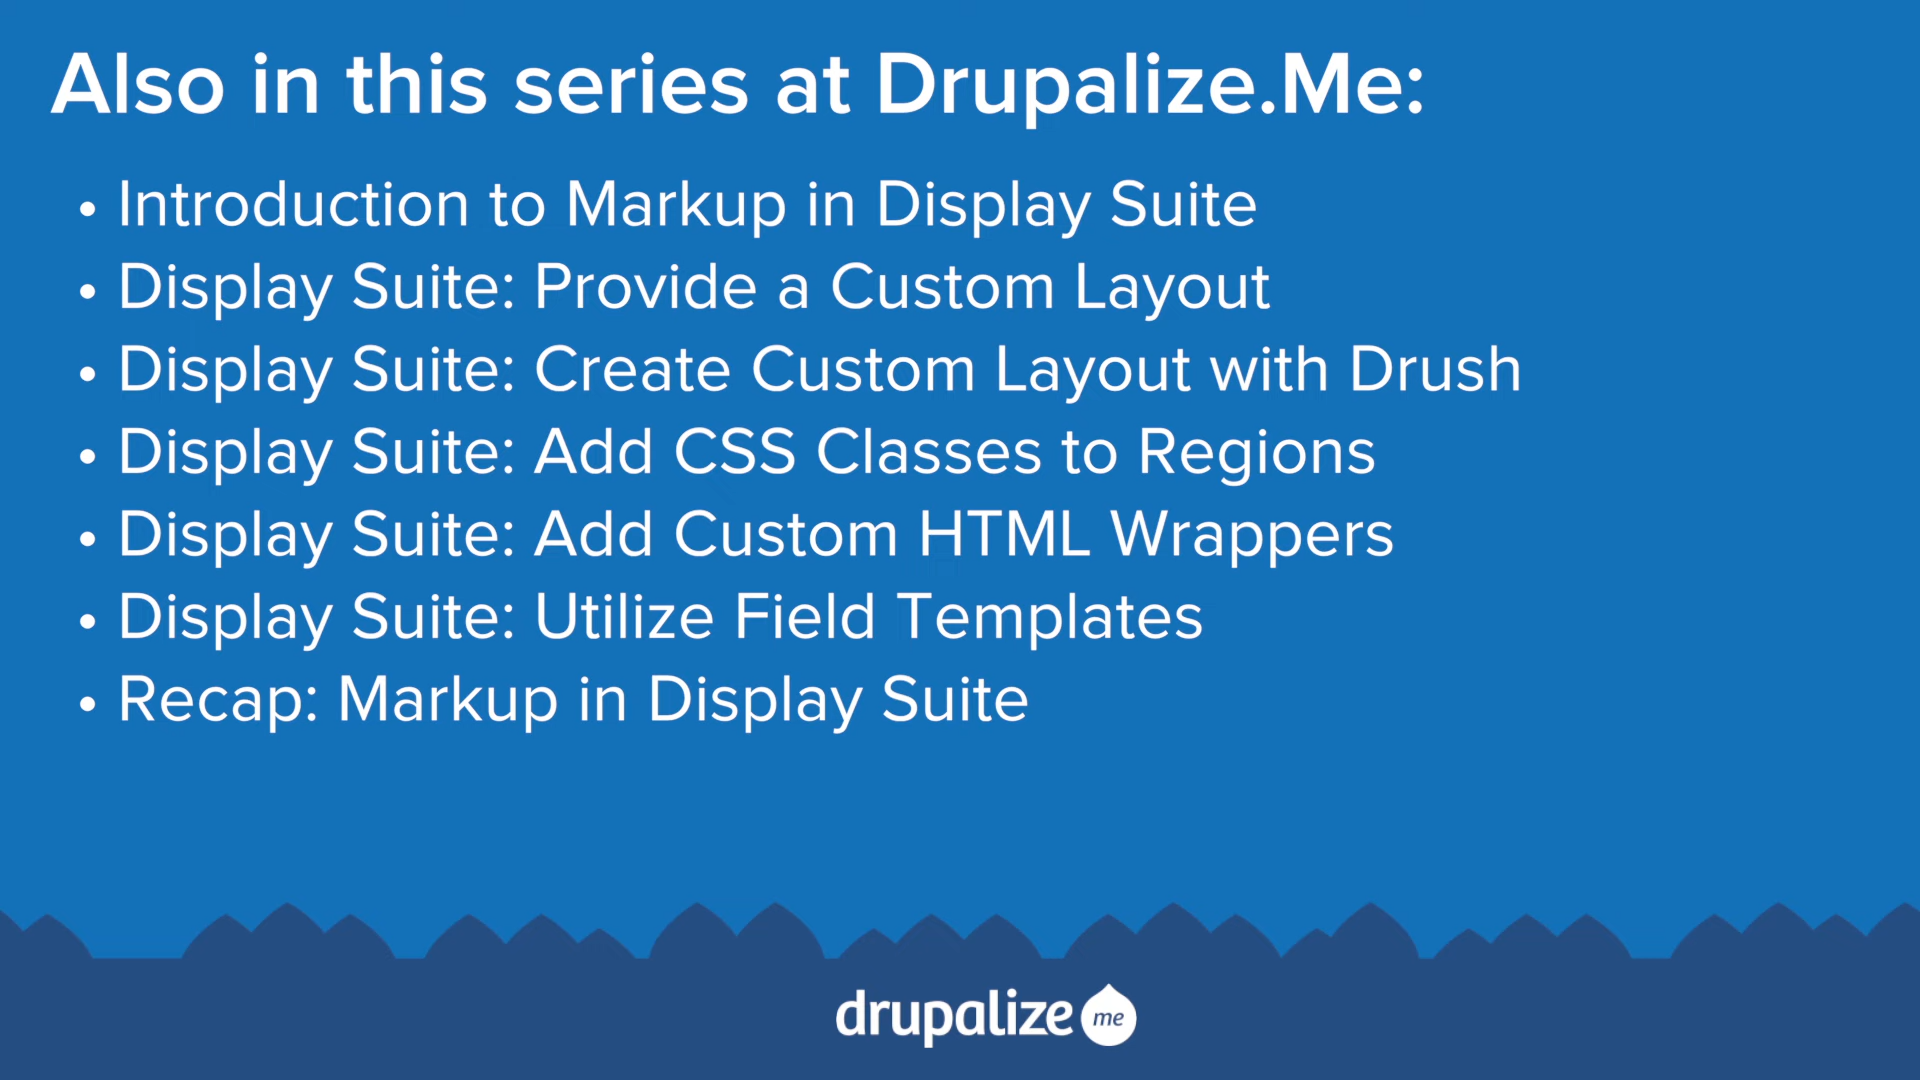 Also in this series at Drupalize.Me:
• Introduction to Markup in Display Suite
• Display Suite: Provide a Custom Layout
• Display Suite: Create Custom Layout with Drush
• Display Suite: Add CSS Classes to Regions
• Display Suite: Add Custom HTML Wrappers
• Display Suite: Utilize Field Templates
• Recap: Markup in Display Suite
drupalize me